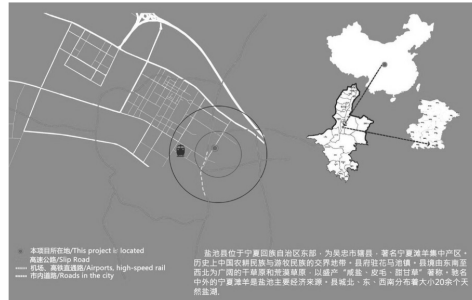 本项目所在地/This project is located
高速公路/Slip Road
机场、高铁直通路/Airports, high-speed rail
市内道路/Roads in the city
盐池县位于宁夏回族自治区东部，为吴忠市辖县，著名宁夏滩羊集中产区。
历史上中国农耕民族与游牧民族的交界地带。县府驻花马池镇。县境由东南至
西北为广阔的干草原和荒漠草原，以盛产“咸盐、皮毛、甜甘草”著称。驰名
中外的宁夏滩羊是盐池主要经济来源。县城北、东、西南分布着大小20余个天
然盐湖.